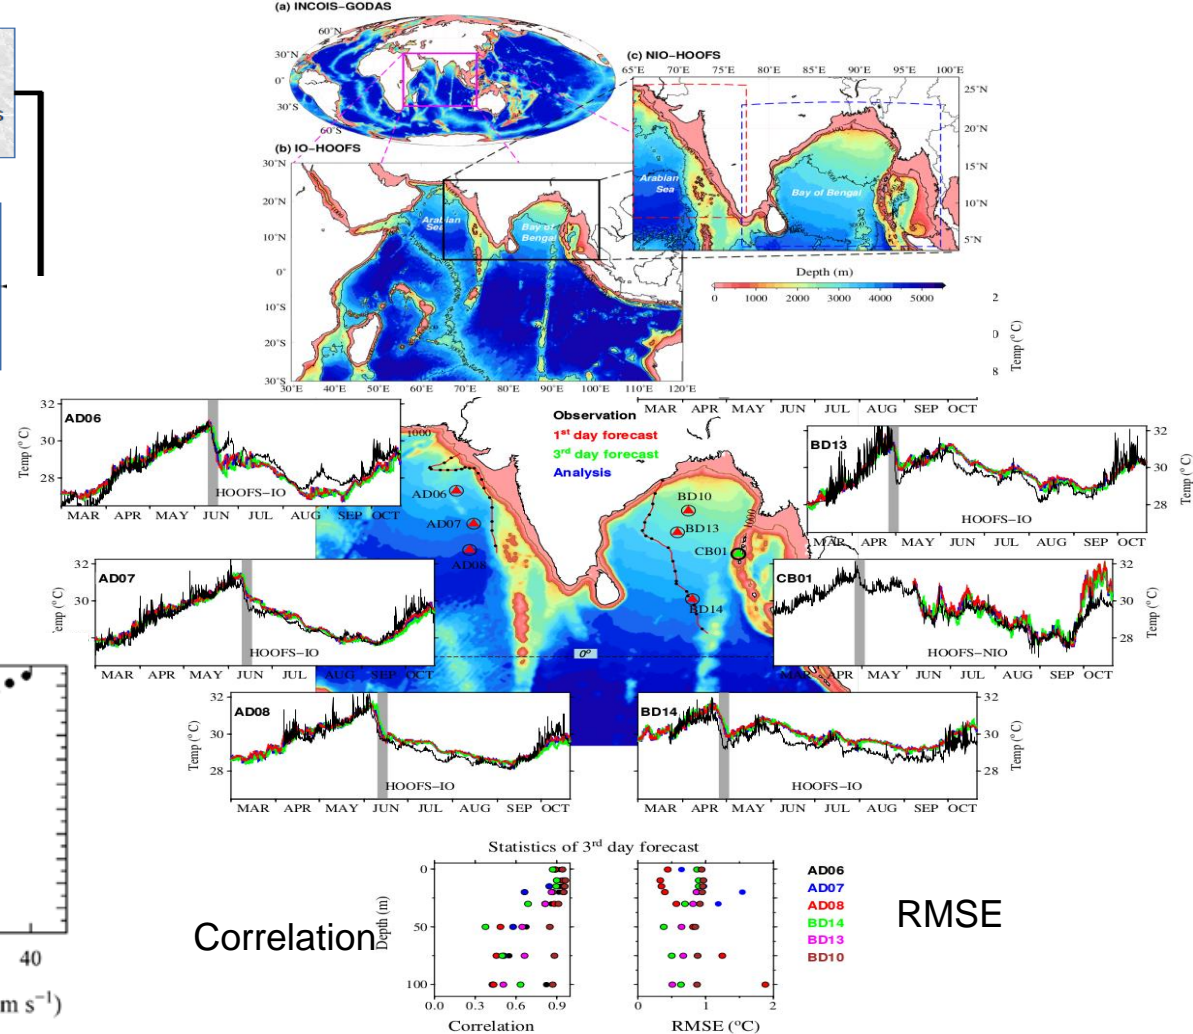 (a) INCOIS−GODAS
60°N
30°N
0°
30°S
60°S
(c) NIO−HOOFS
65°E 70°E 75°E 80°E 85°E 90°E 95°E 100°E
25°N
20°N
15°N
10°N
5°N
Arabian
Sea
Bay of Bengal
(b) IO−HOOFS
30°N
20°N
10°N
0°
10°S
20°S
30°S
Arabian
Sea
Bay of
Bengal
30°E 40°E 50°E 60°E 70°E 80°E 90°E 100°E 110°E 120°E
Depth (m)
0 1000 2000 3000 4000 5000
2
0
8
Temp (° C)
MAR APR MAY JUN JUL AUG SEP OCT
Observation
1st day forecast
3rd day forecast
Analysis
AD06
32
30
28
Temp (° C)
HOOFS−IO
MAR APR MAY JUN JUL AUG SEP OCT
BD13
32
30
28
Temp (° C)
HOOFS−IO
MAR APR MAY JUN JUL AUG SEP OCT
1000
AD06
AD07
AD08
BD10
BD13
CB01
BD14
1000
0°
AD07
32
30
emp (° C)
HOOFS−IO
MAR APR MAY JUN JUL AUG SEP OCT
CB01
32
30
28
Temp (° C)
HOOFS−NIO
MAR APR MAY JUN JUL AUG SEP OCT
AD08
32
30
28
Temp (° C)
HOOFS−IO
MAR APR MAY JUN JUL AUG SEP OCT
BD14
32
30
28
Temp (° C)
HOOFS−IO
MAR APR MAY JUN JUL AUG SEP OCT
Statistics of 3rd day forecast
0
50
100
Depth (m)
0.0 0.3 0.6 0.9
Correlation
0 1 2
RMSE (°C)
AD06
AD07
AD08
BD14
BD13
BD10
Correlation
RMSE
40
m s−1)
s